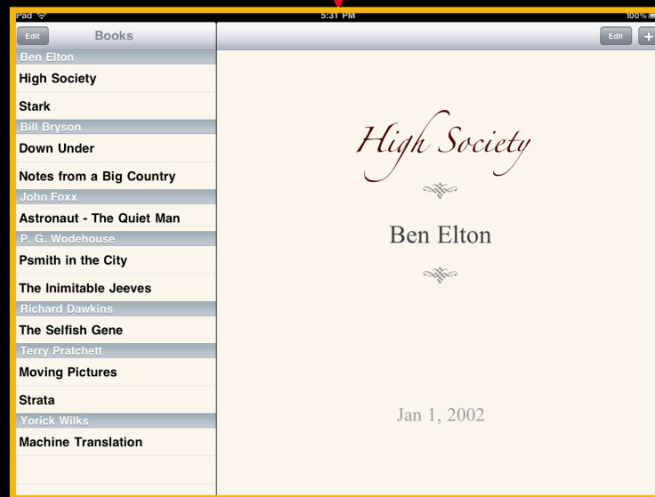 Pad
5:31 PM
100%
Edit
Books
Edit
+
Ben Elton
High Society
Stark
Bill Bryson
Down Under
Notes from a Big Country
John Foxx
Astronaut - The Quiet Man
P. G. Wodehouse
Psmith in the City
The Inimitable Jeeves
Richard Dawkins
The Selfish Gene
Terry Pratchett
Moving Pictures
Strata
Yorick Wilks
Machine Translation
High Society
Ben Elton
Jan 1, 2002